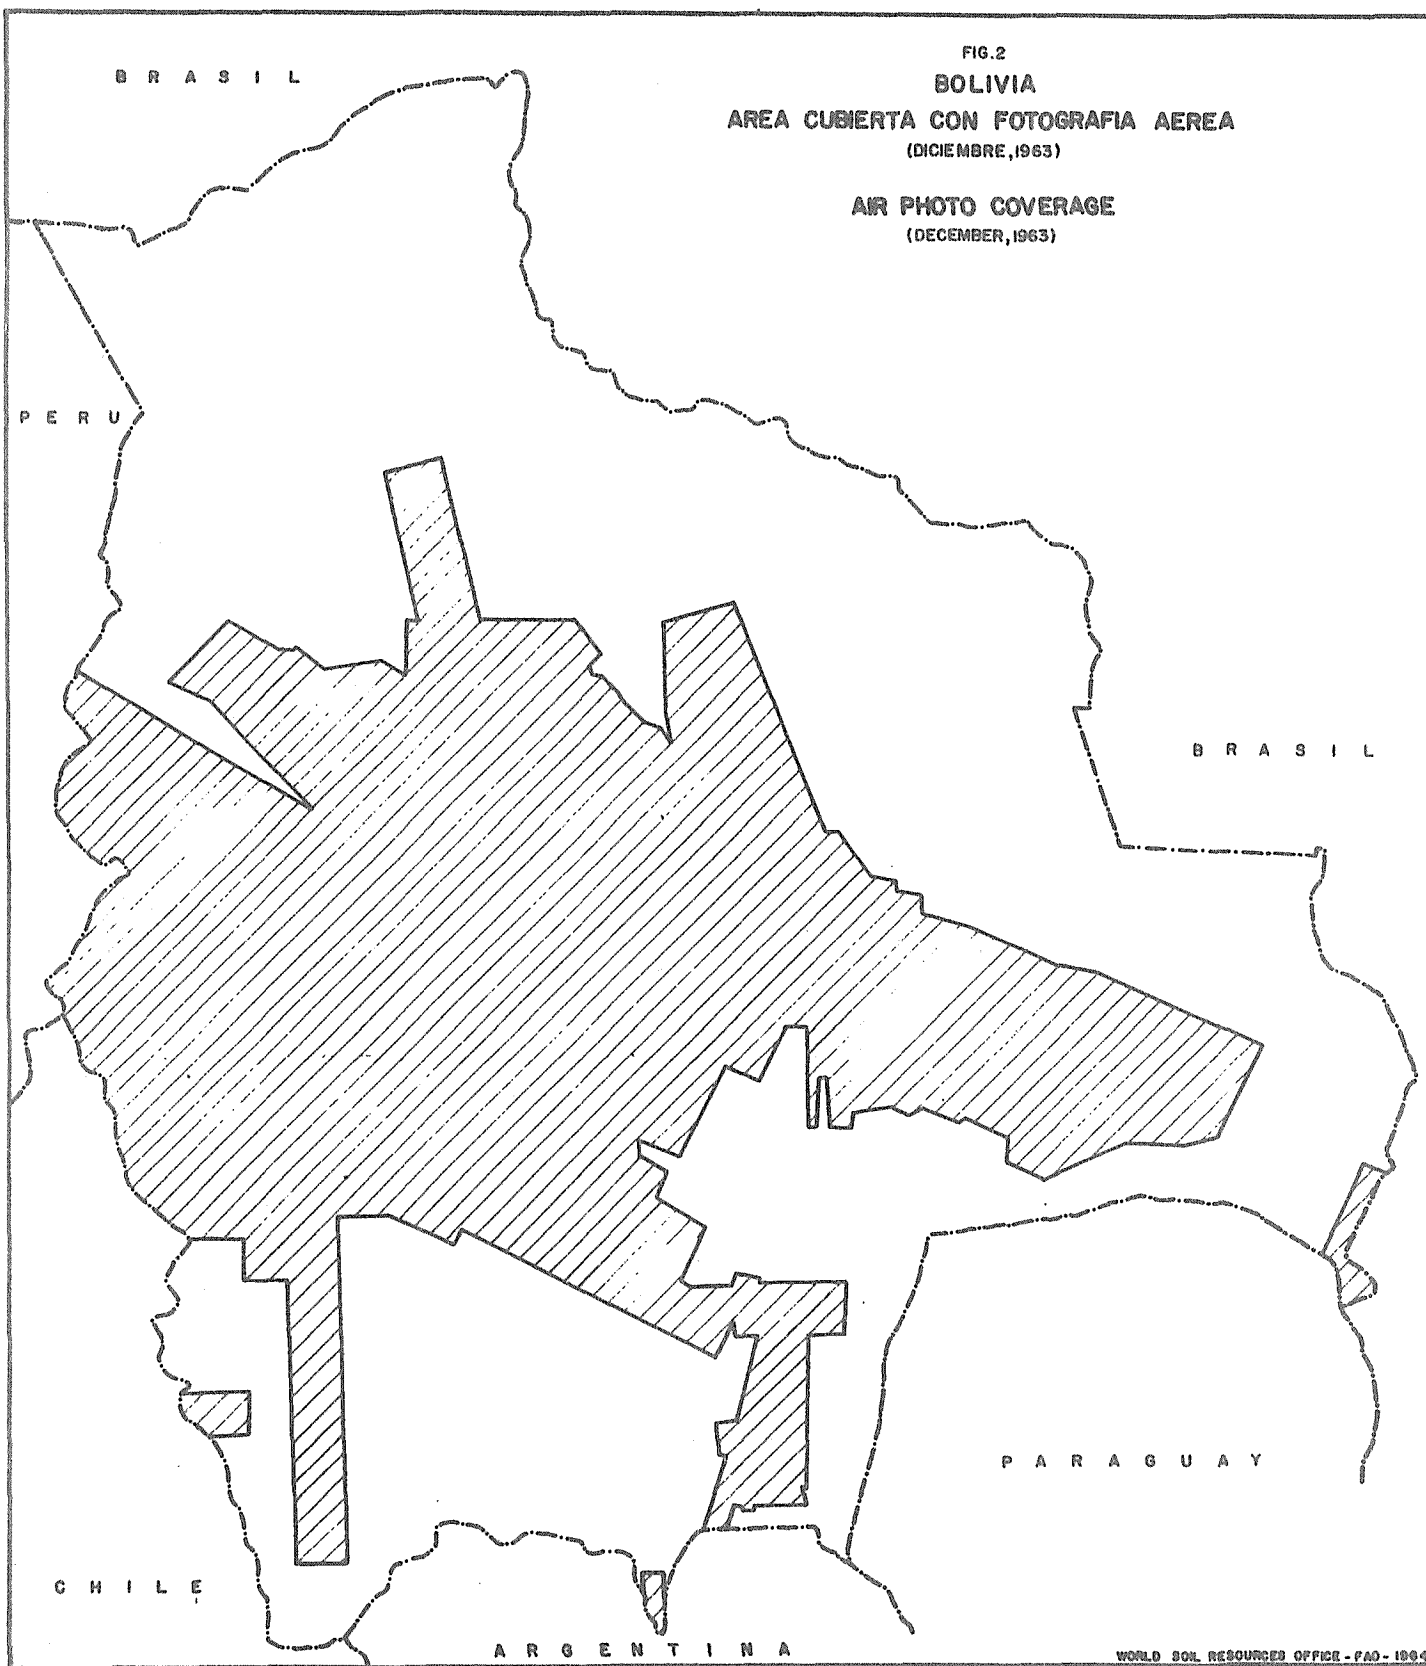 FIG.2
BOLIVIA
AREA CUBIERTA CON FOTOGRAFIA AEREA
(DICIEMBRE,1963)
AIR PHOTO COVERAGE
(DECEMBER,1963)
BRASIL
PERU
BRASIL
PARAGUAY
CHILE
ARGENTINA
WORLD SOIL RESOURCES OFFICE - FAO -